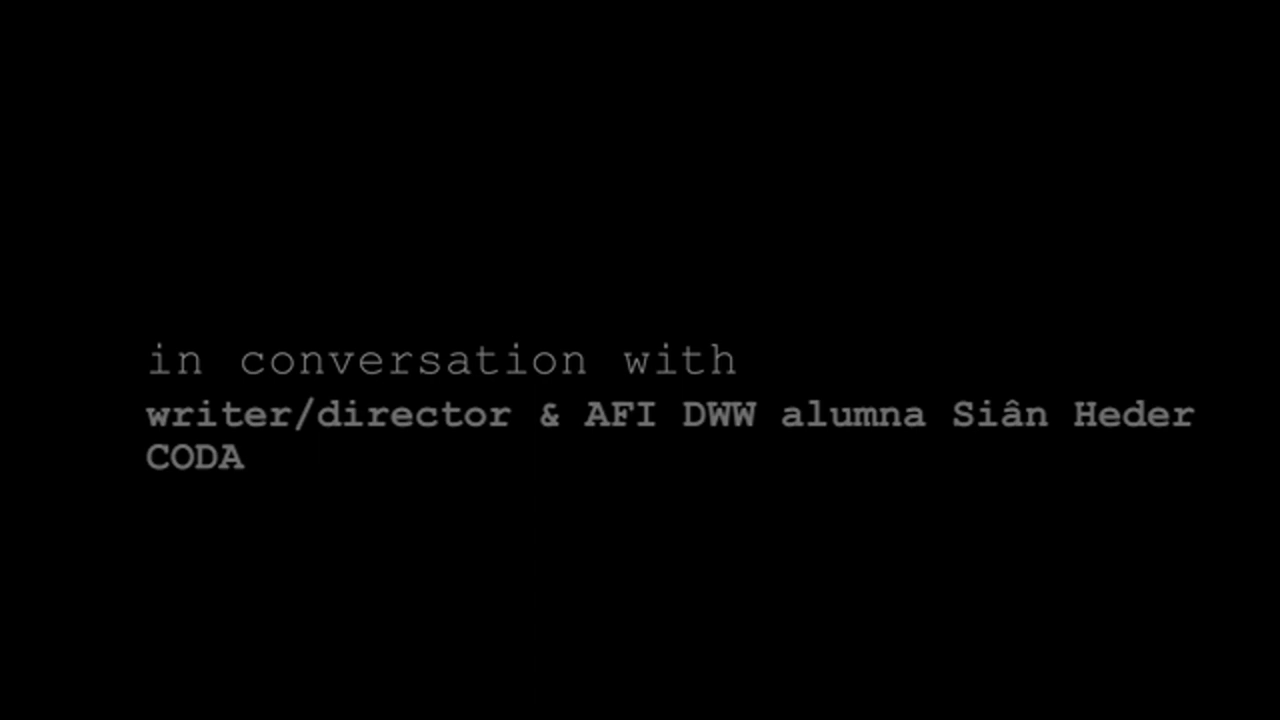 in conversation with
writer/director & AFI DWW alumna Siân Heder
CODA